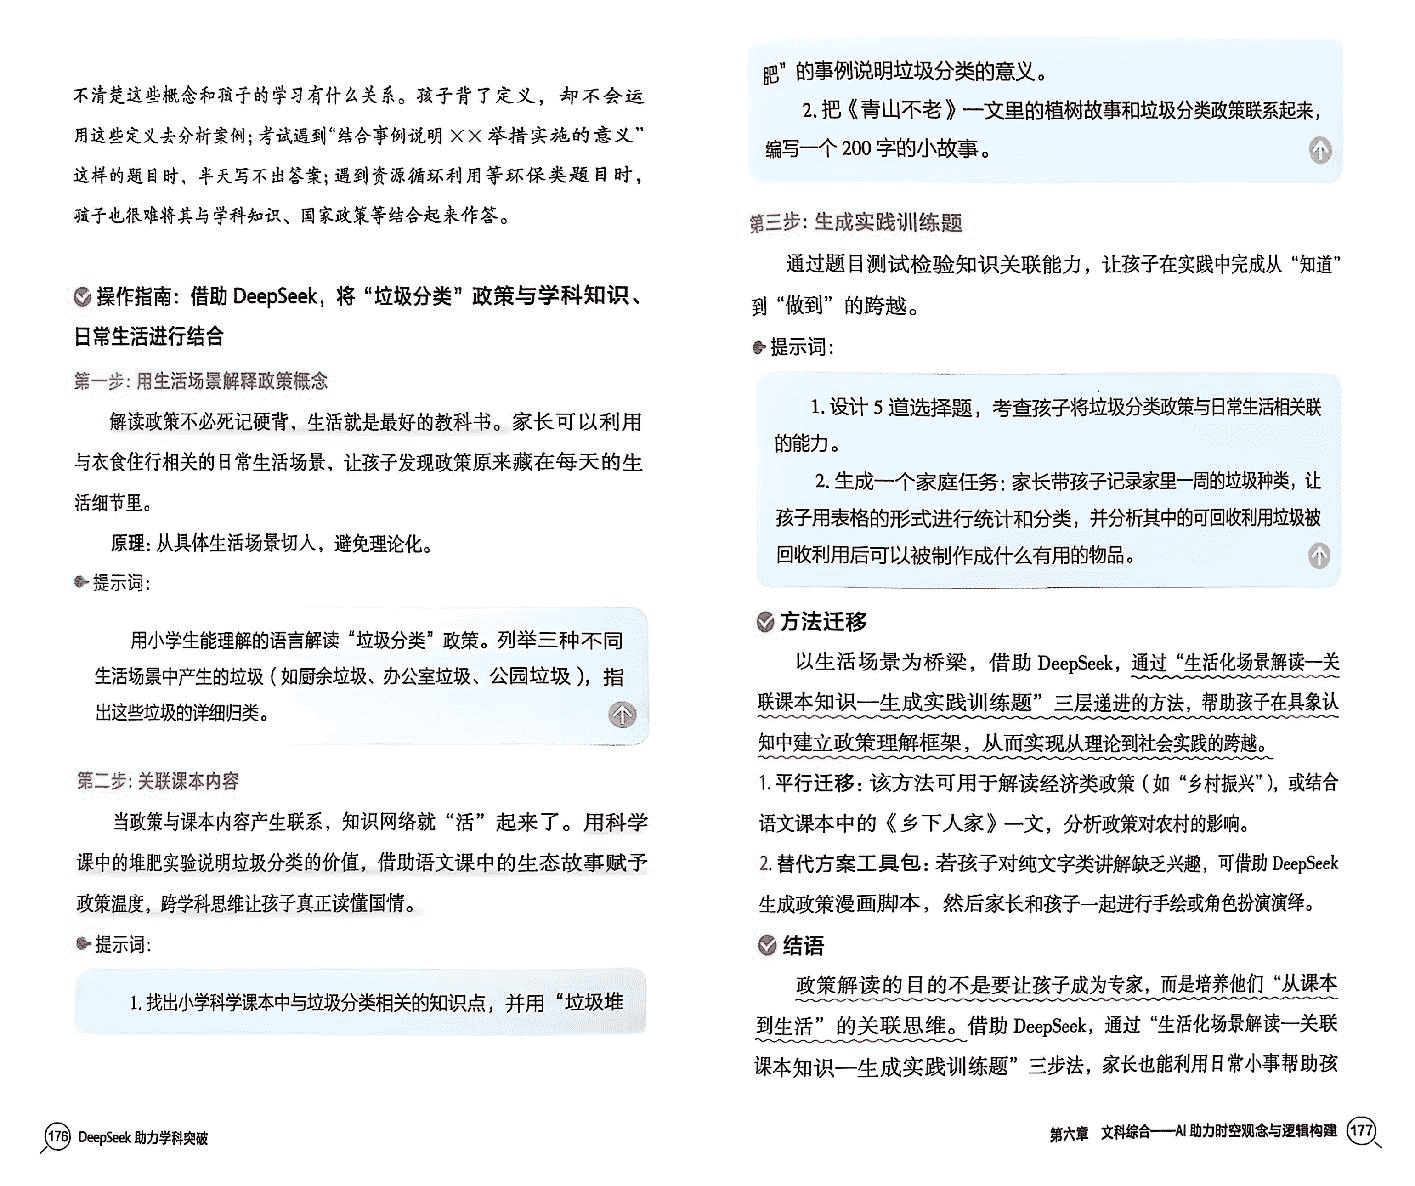 不清楚这些概念和孩子的学习有什么关系。孩子背了定义，却不会运
用这些定义去分析案例；考试遇到“结合事例说明××举措实施的意义”
这样的题目时，半天写不出答案；遇到资源循环利用等环保类题目时，
孩子也很难将其与学科知识、国家政策等结合起来作答。
操作指南：借助 DeepSeek，将“垃圾分类”政策与学科知识、
日常生活进行结合
第一步：用生活场景解释政策概念
解读政策不必死记硬背，生活就是最好的教科书。家长可以利用
与衣食住行相关的日常生活场景，让孩子发现政策原来藏在每天的生
活细节里。
原理：从具体生活场景切入，避免理论化。
提示词：
用小学生能理解的语言解读“垃圾分类”政策。列举三种不同
生活场景中产生的垃圾（如厨余垃圾、办公室垃圾、公园垃圾），指
出这些垃圾的详细归类。
第二步：关联课本内容
当政策与课本内容产生联系，知识网络就“活”起来了。用科学
课中的堆肥实验说明垃圾分类的价值，借助语文课中的生态故事赋予
政策温度，跨学科思维让孩子真正读懂国情。
提示词：
1. 找出小学科学课本中与垃圾分类相关的知识点，并用“垃圾堆
176 DeepSeek 助力学科突破
肥”的事例说明垃圾分类的意义。
2. 把《青山不老》一文里的植树故事和垃圾分类政策联系起来，
编写一个 200 字的小故事。
第三步：生成实践训练题
通过题目测试检验知识关联能力，让孩子在实践中完成从“知道”
到“做到”的跨越。
提示词：
1. 设计 5 道选择题，考查孩子将垃圾分类政策与日常生活相关联
的能力。
2. 生成一个家庭任务：家长带孩子记录家里一周的垃圾种类，让
孩子用表格的形式进行统计和分类，并分析其中的可回收利用垃圾被
回收利用后可以被制作成什么有用的物品。
方法迁移
以生活场景为桥梁，借助 DeepSeek，通过“生活化场景解读—关
联课本知识—生成实践训练题”三层递进的方法，帮助孩子在具象认
知中建立政策理解框架，从而实现从理论到社会实践的跨越。
1. 平行迁移：该方法可用于解读经济类政策（如“乡村振兴”），或结合
语文课本中的《乡下人家》一文，分析政策对农村的影响。
2. 替代方案工具包：若孩子对纯文字类讲解缺乏兴趣，可借助 DeepSeek
生成政策漫画脚本，然后家长和孩子一起进行手绘或角色扮演演绎。
结语
政策解读的目的不是要让孩子成为专家，而是培养他们“从课本
到生活”的关联思维。借助 DeepSeek，通过“生活化场景解读—关联
课本知识—生成实践训练题”三步法，家长也能利用日常小事帮助孩
第六章 文科综合——AI 助力时空观念与逻辑构建 177